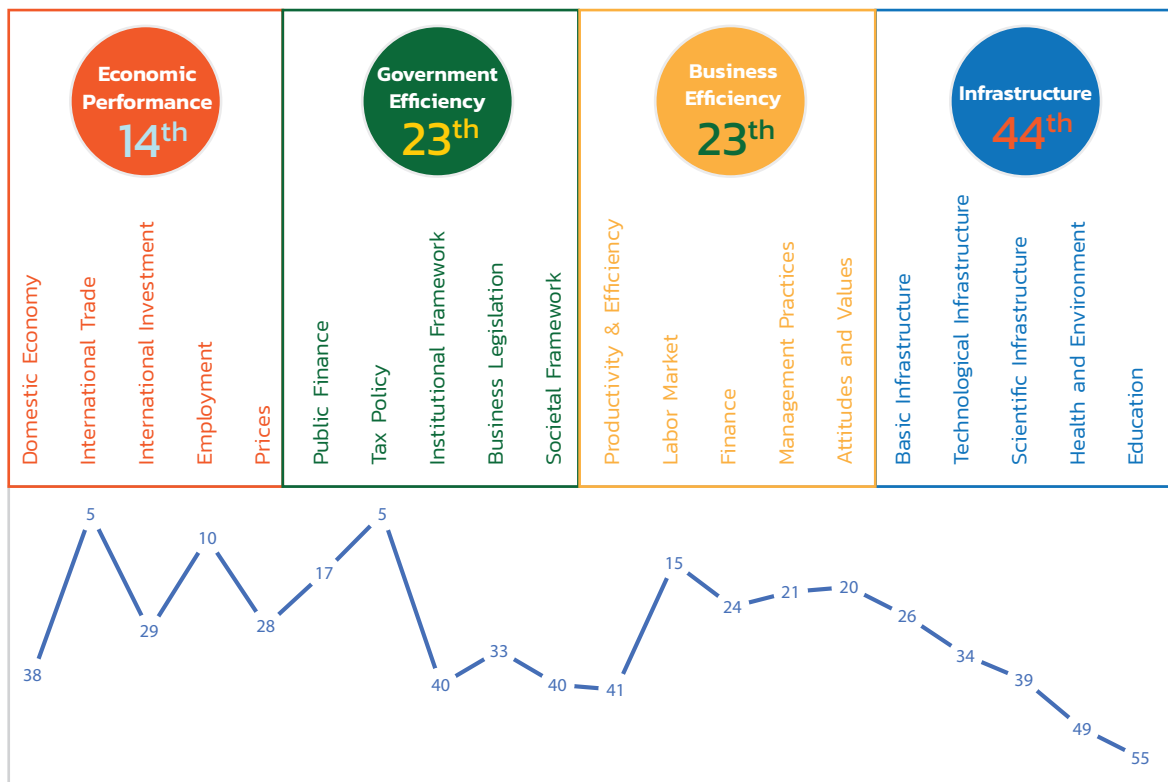 Economic
Performance
14th
Government
Efficiency
23th
Business
Efficiency
23th
Infrastructure
44th
Domestic Economy
International Trade
International Investment
Employment
Prices
Public Finance
Tax Policy
Institutional Framework
Business Legislation
Societal Framework
Productivity & Efficiency
Labor Market
Finance
Management Practices
Attitudes and Values
Basic Infrastructure
Technological Infrastructure
Scientific Infrastructure
Health and Environment
Education
38
5
29
10
28
17
5
40
33
40
41
15
24
21
20
26
34
39
49
55